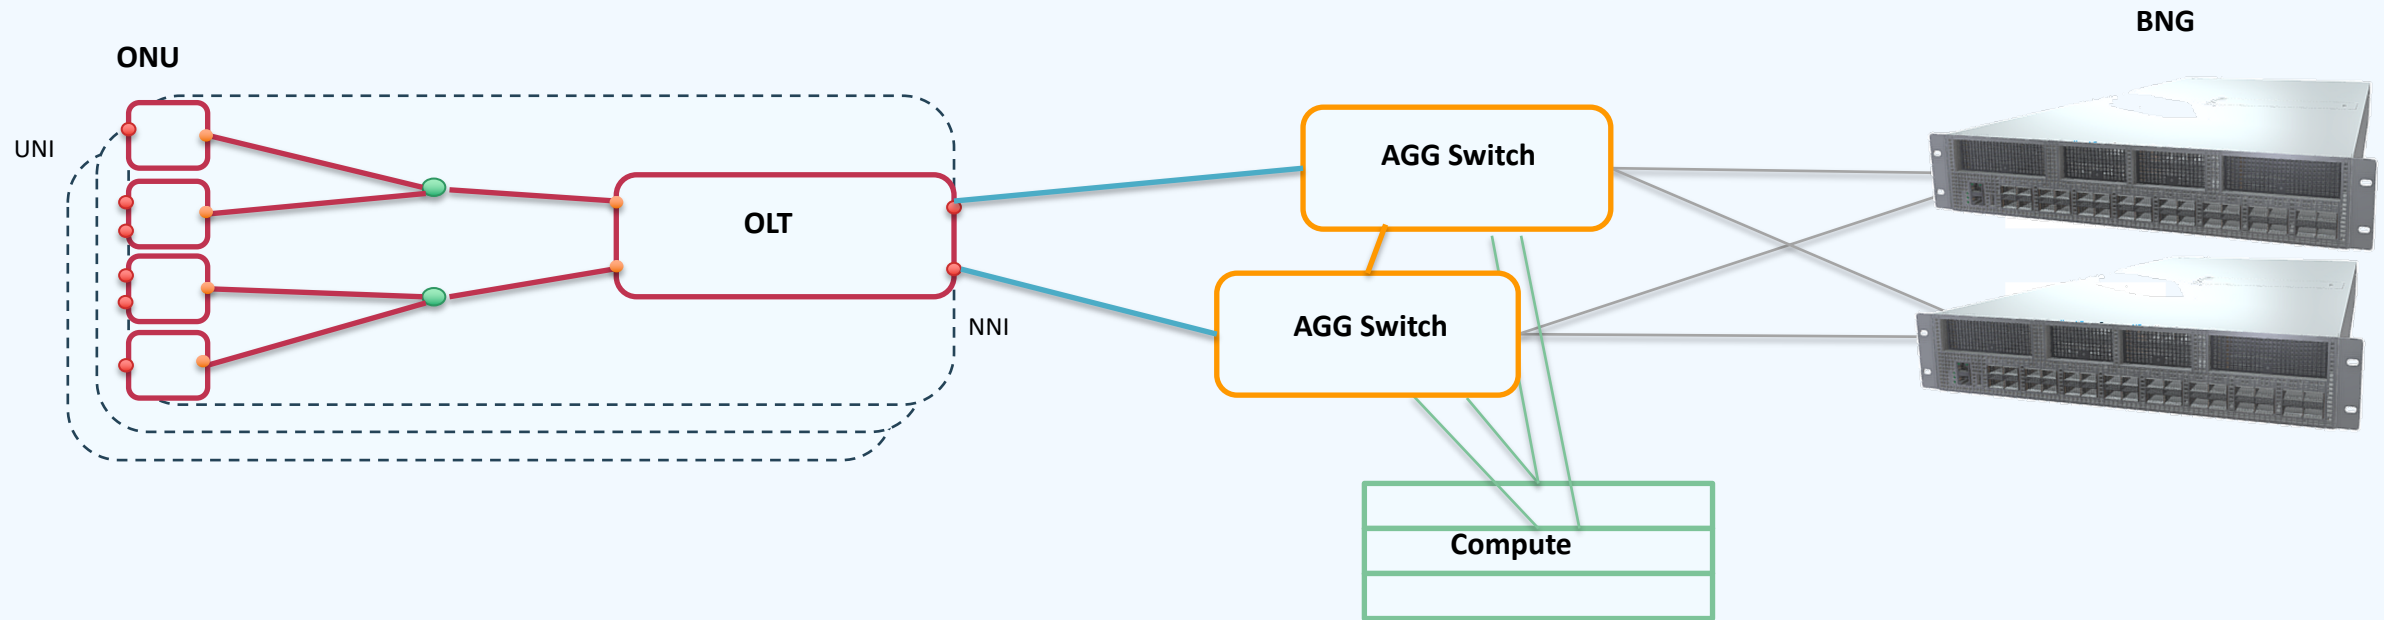 BNG
ONU
UNI
AGG Switch
OLT
AGG Switch
NNI
Compute